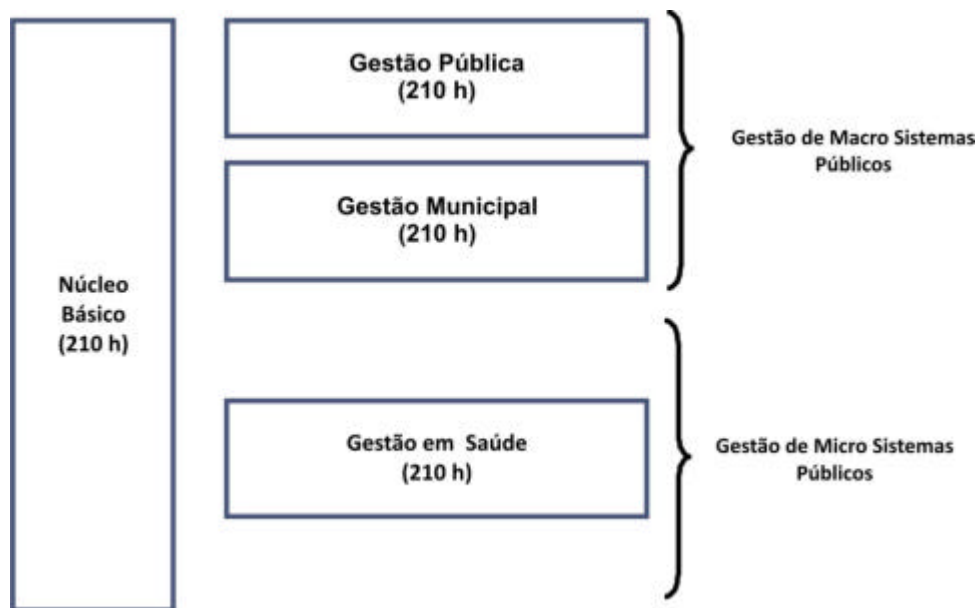 Núcleo
Básico
(210 h)
Gestão Pública
(210 h)
Gestão Municipal
(210 h)
Gestão de Macro Sistemas
Públicos
Gestão em Saúde
(210 h)
Gestão de Micro Sistemas
Públicos